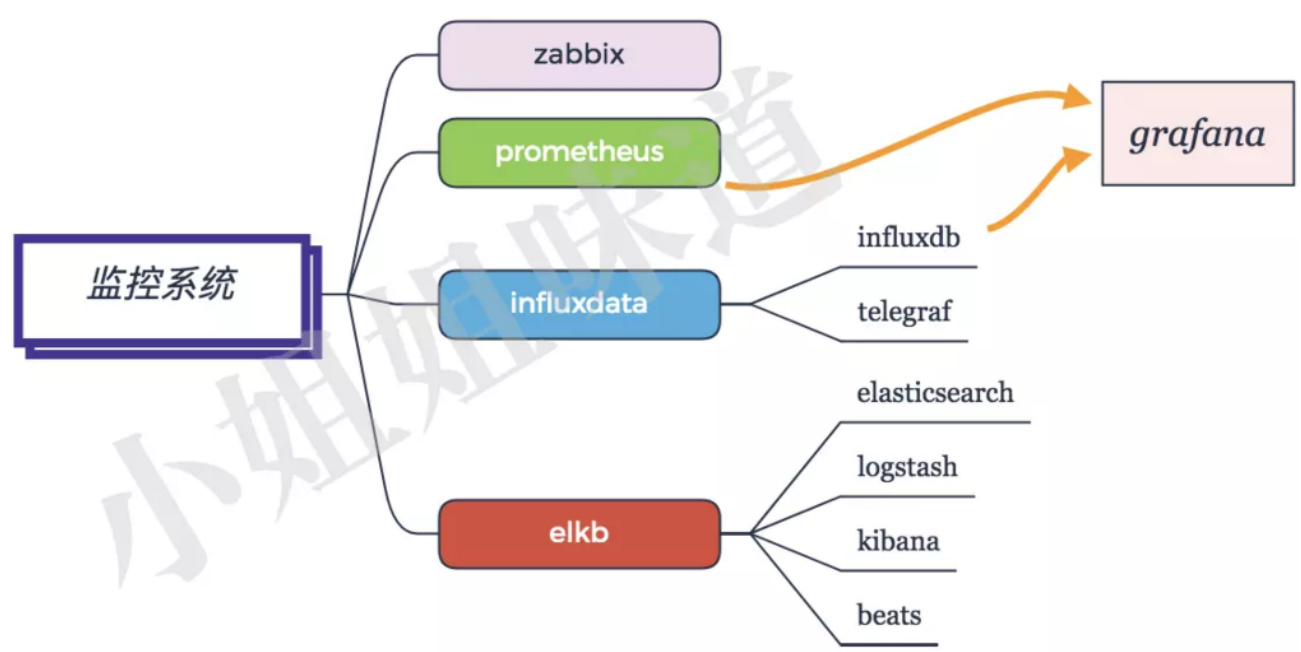 监控系统
zabbix
prometheus
influxdata
influxdb
telegraf
elkb
elasticsearch
logstash
kibana
beats
grafana
小姐姐味道